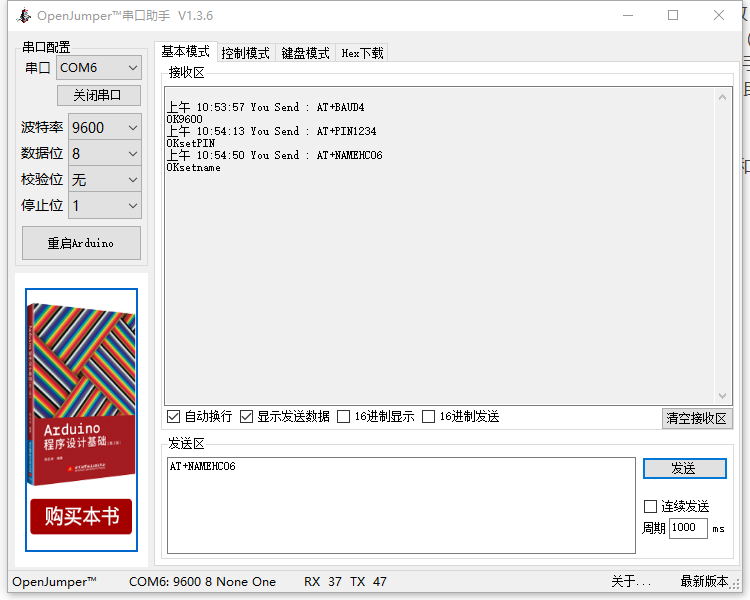 OpenJumper™串口助手 V1.3.6
串口配置
串口 COM6
关闭串口
波特率 9600
数据位 8
校验位 无
停止位 1
重启Arduino
Arduino
程序设计基础
购买本书
基本模式 控制模式 键盘模式 Hex下载
接收区
上午 10:53:57 You Send : AT+BAUD4
OK9600
上午 10:54:13 You Send : AT+PIN1234
OKsetPIN
上午 10:54:50 You Send : AT+NAMEHC06
OKsetname
自动换行 显示发送数据 16进制显示 16进制发送
清空接收区
发送区
AT+NAMEHC06
发送
连续发送
周期 1000 ms
OpenJumper™ COM6: 9600 8 None One RX 37 TX 47 关于... 最新版本